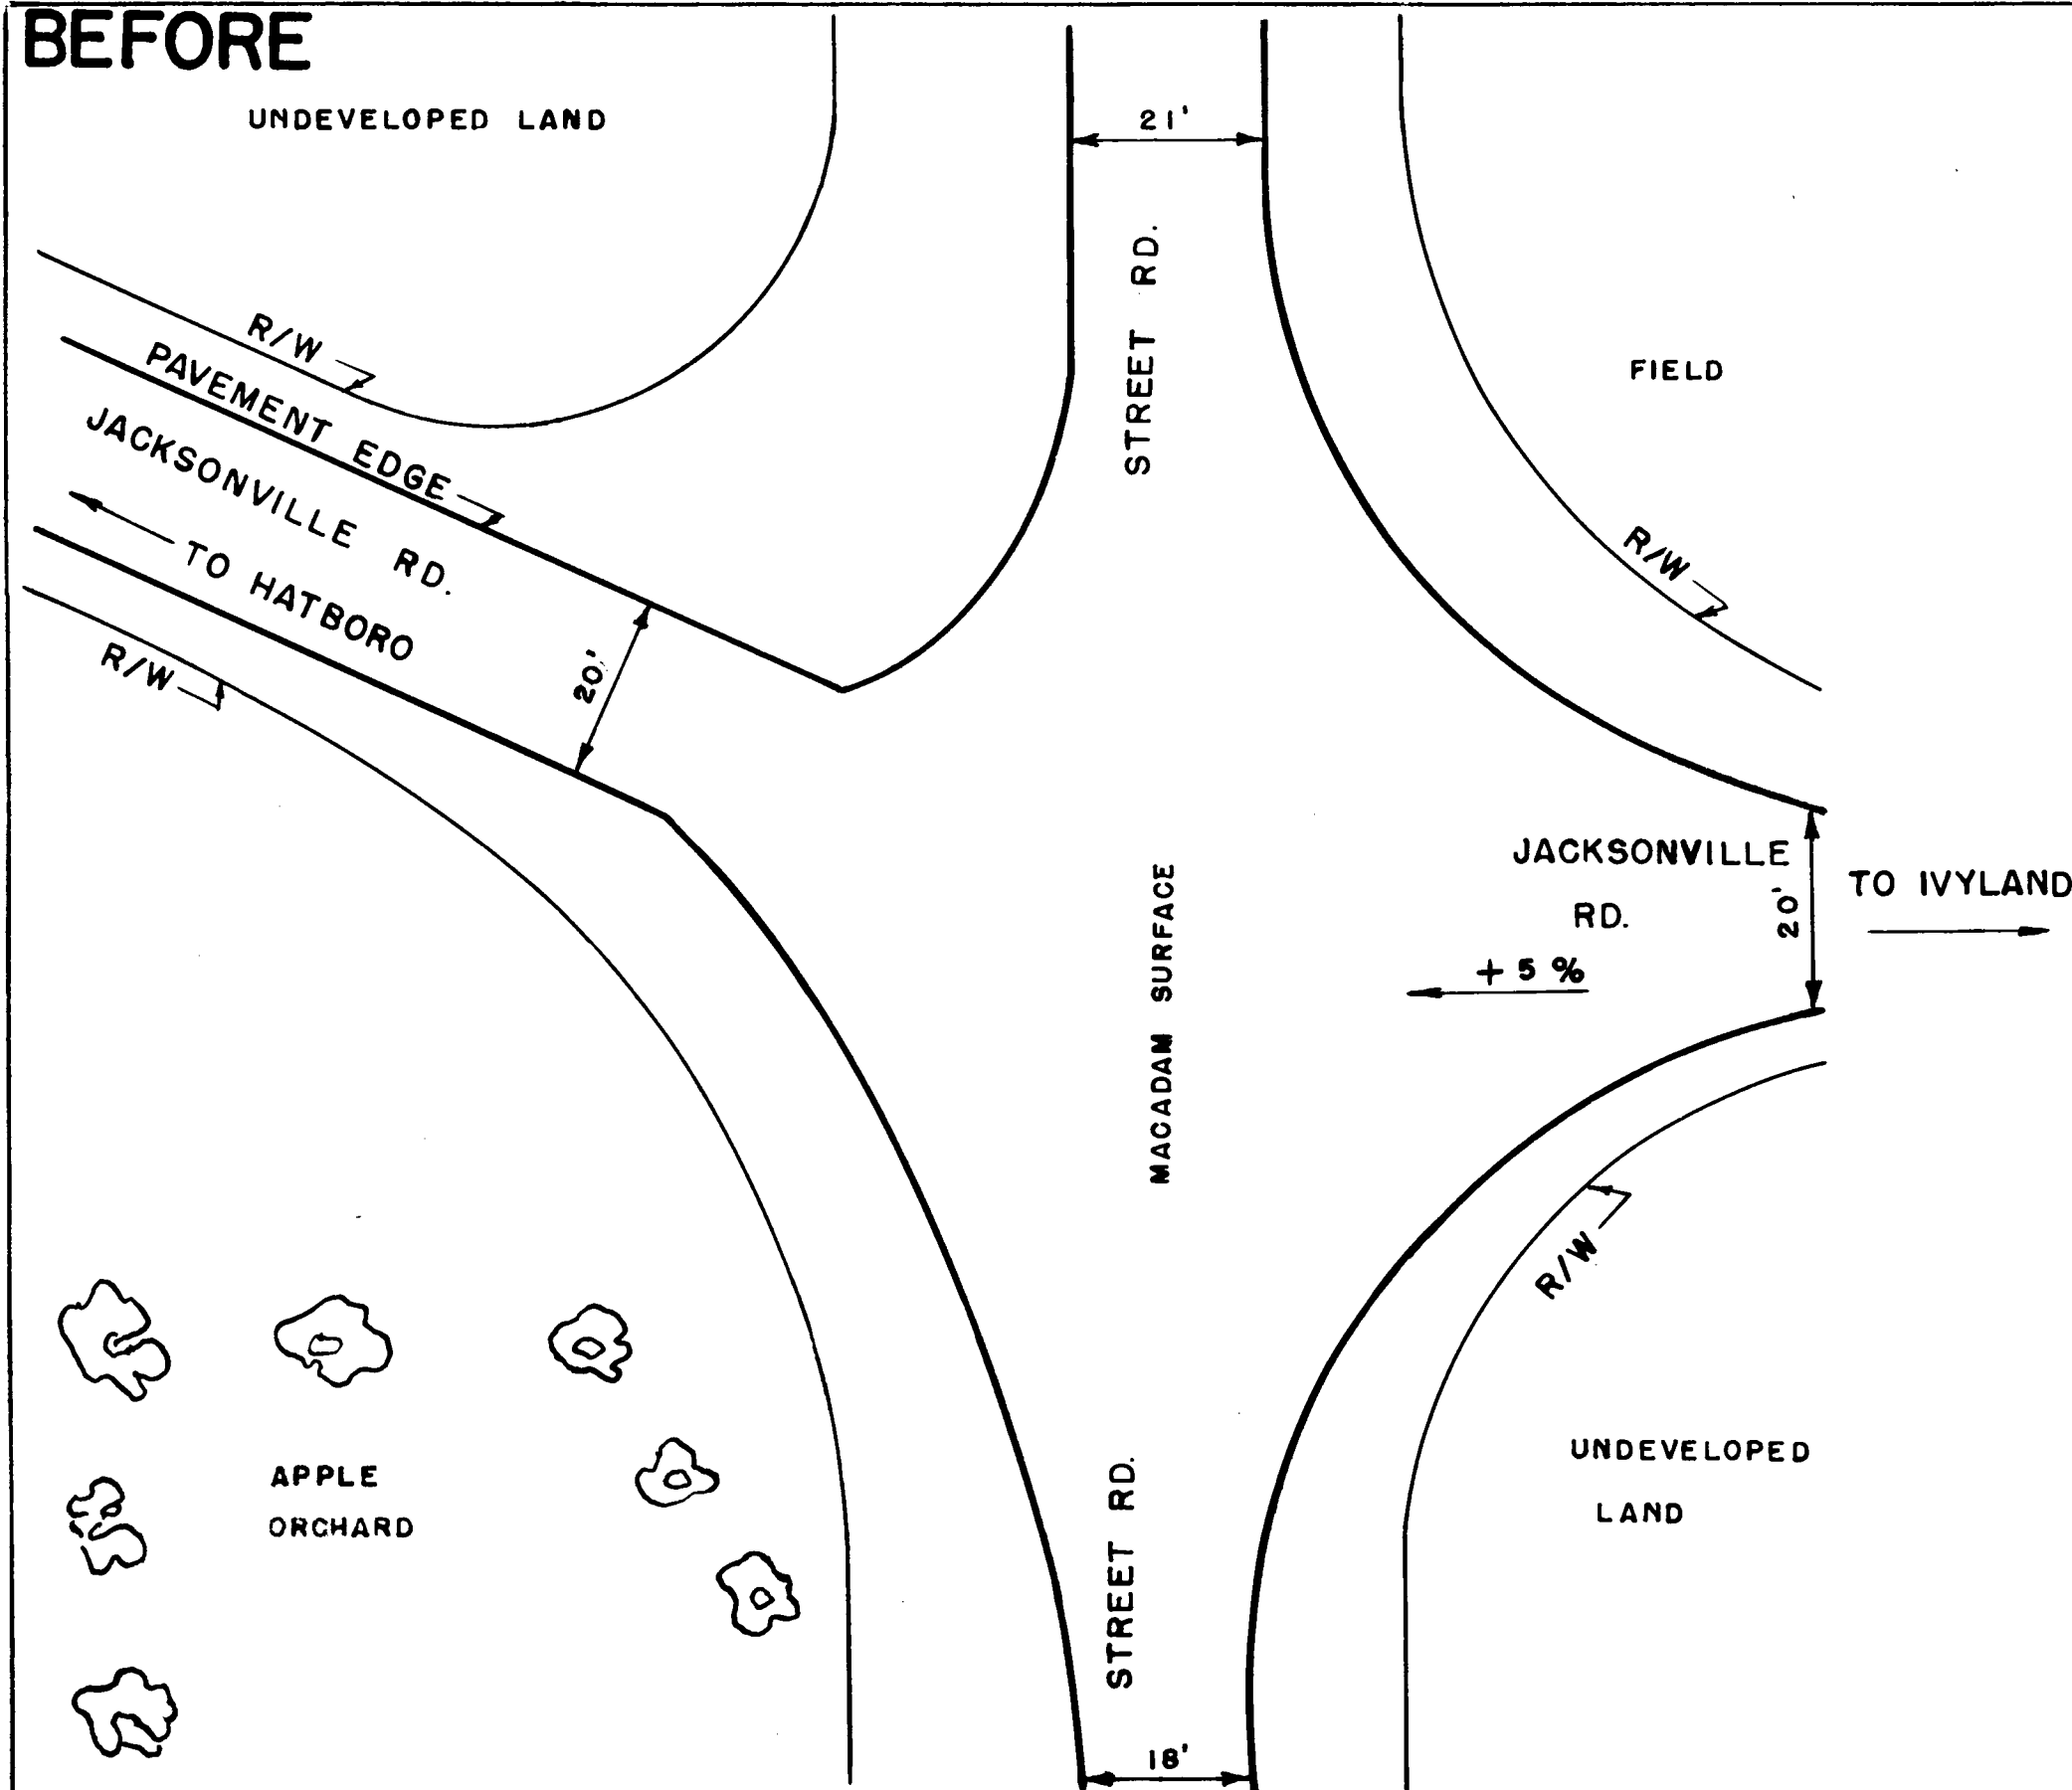 BEFORE
UNDEVELOPED LAND
21'
STREET RD.
FIELD
R/W
PAVEMENT EDGE
JACKSONVILLE RD.
TO HATBORO
R/W
20'
R/W
JACKSONVILLE
RD.
20'
TO IVYLAND
+ 5 %
MACADAM SURFACE
R/W
APPLE
ORCHARD
STREET RD.
UNDEVELOPED
LAND
18'